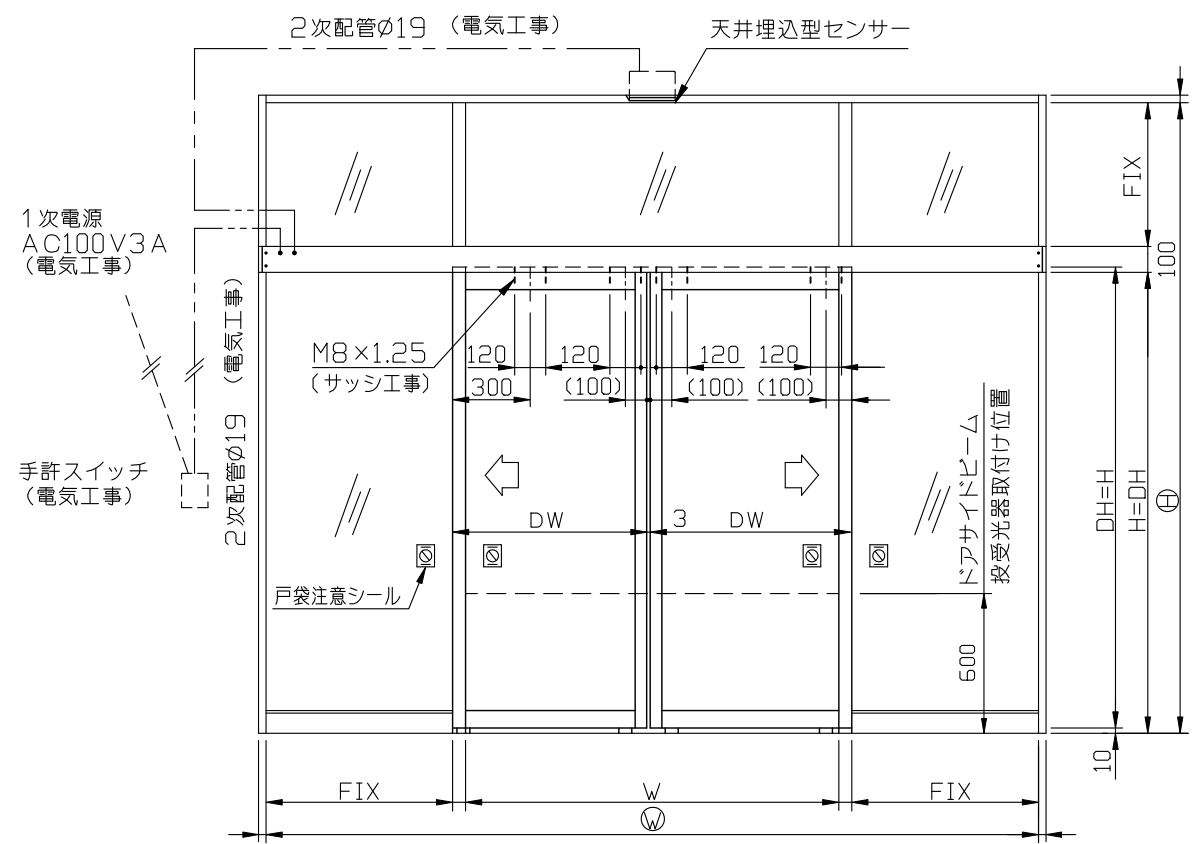 2次配管Ø19 (電気工事)
天井埋込型センサー
1次電源
AC100V3A
(電気工事)
2次配管Ø19 (電気工事)
手許スイッチ
(電気工事)
M8×1.25
(サッシ工事)
120
120
120
120
300
(100)
(100)
(100)
DW
3
DW
戸袋注意シール
ドアサイドビーム
投受光器取付け位置
600
FIX
100
DH=H
H=DH
H
10
FIX
W
FIX
W